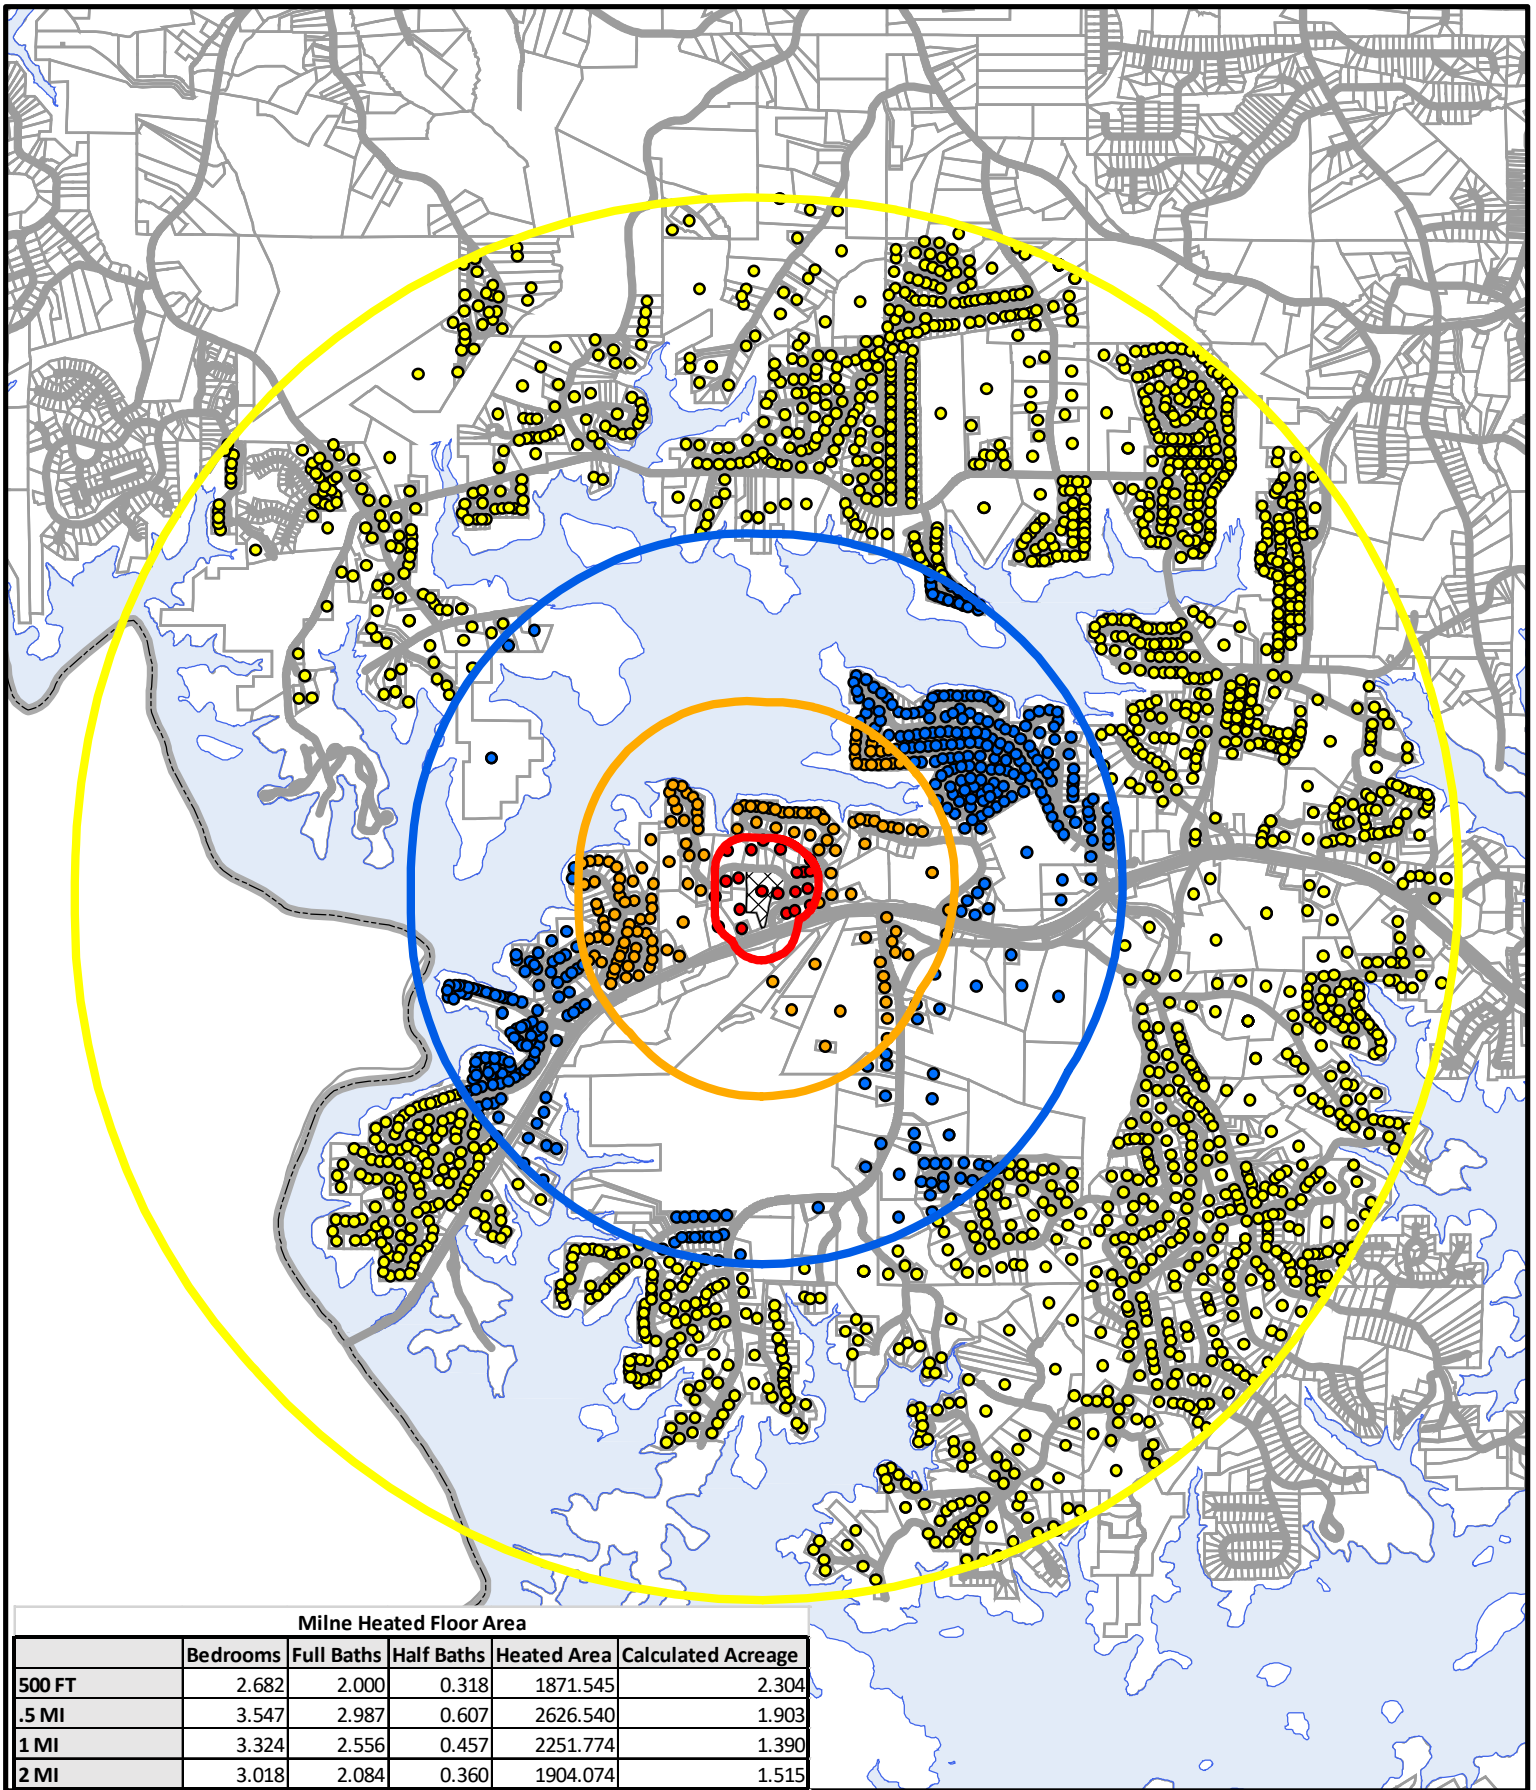 Milne Heated Floor Area
Bedrooms Full Baths Half Baths Heated Area Calculated Acreage
500 FT 2.682 2.000 0.318 1871.545 2.304
.5 MI 3.547 2.987 0.607 2626.540 1.903
1 MI 3.324 2.556 0.457 2251.774 1.390
2 MI 3.018 2.084 0.360 1904.074 1.515